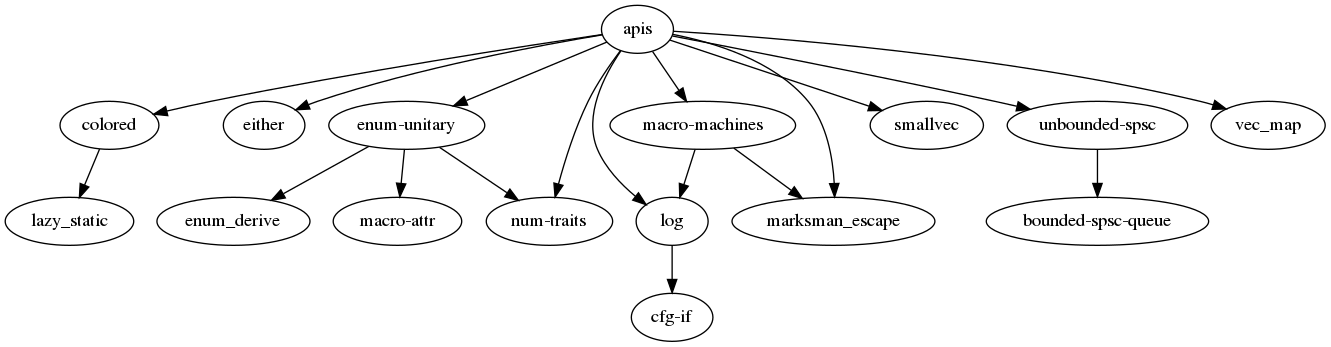 apis
colored
either
enum-unitary
macro-machines
smallvec
unbounded-spsc
vec_map
lazy_static
enum_derive
macro-attr
num-traits
log
marksman_escape
bounded-spsc-queue
cfg-if